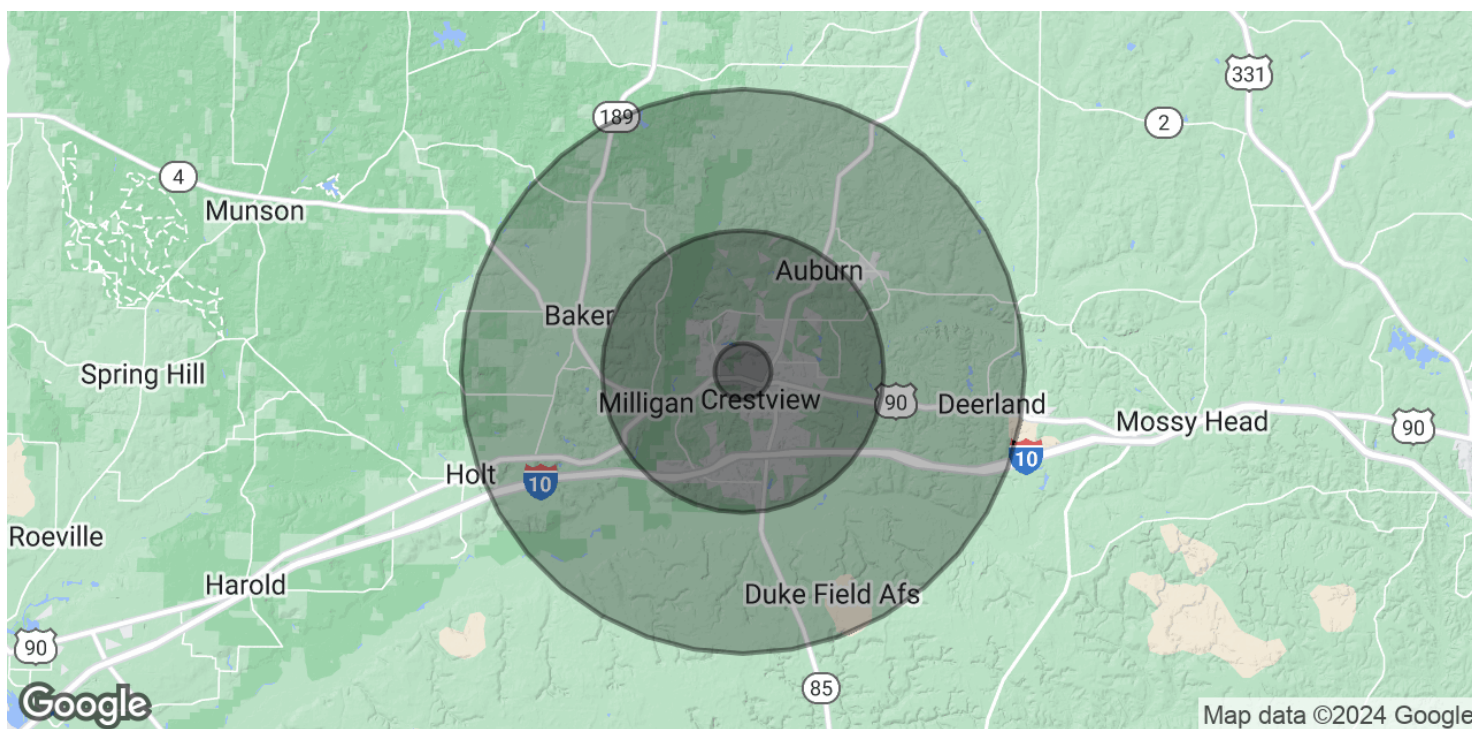 331
189
2
4
Munson
Auburn
Baker
Spring Hill
Milligan
Crestview
90
Deerland
Mossy Head
90
10
Holt
10
Roeville
Harold
Duke Field Afs
90
85
Google
Map data ©2024 Google